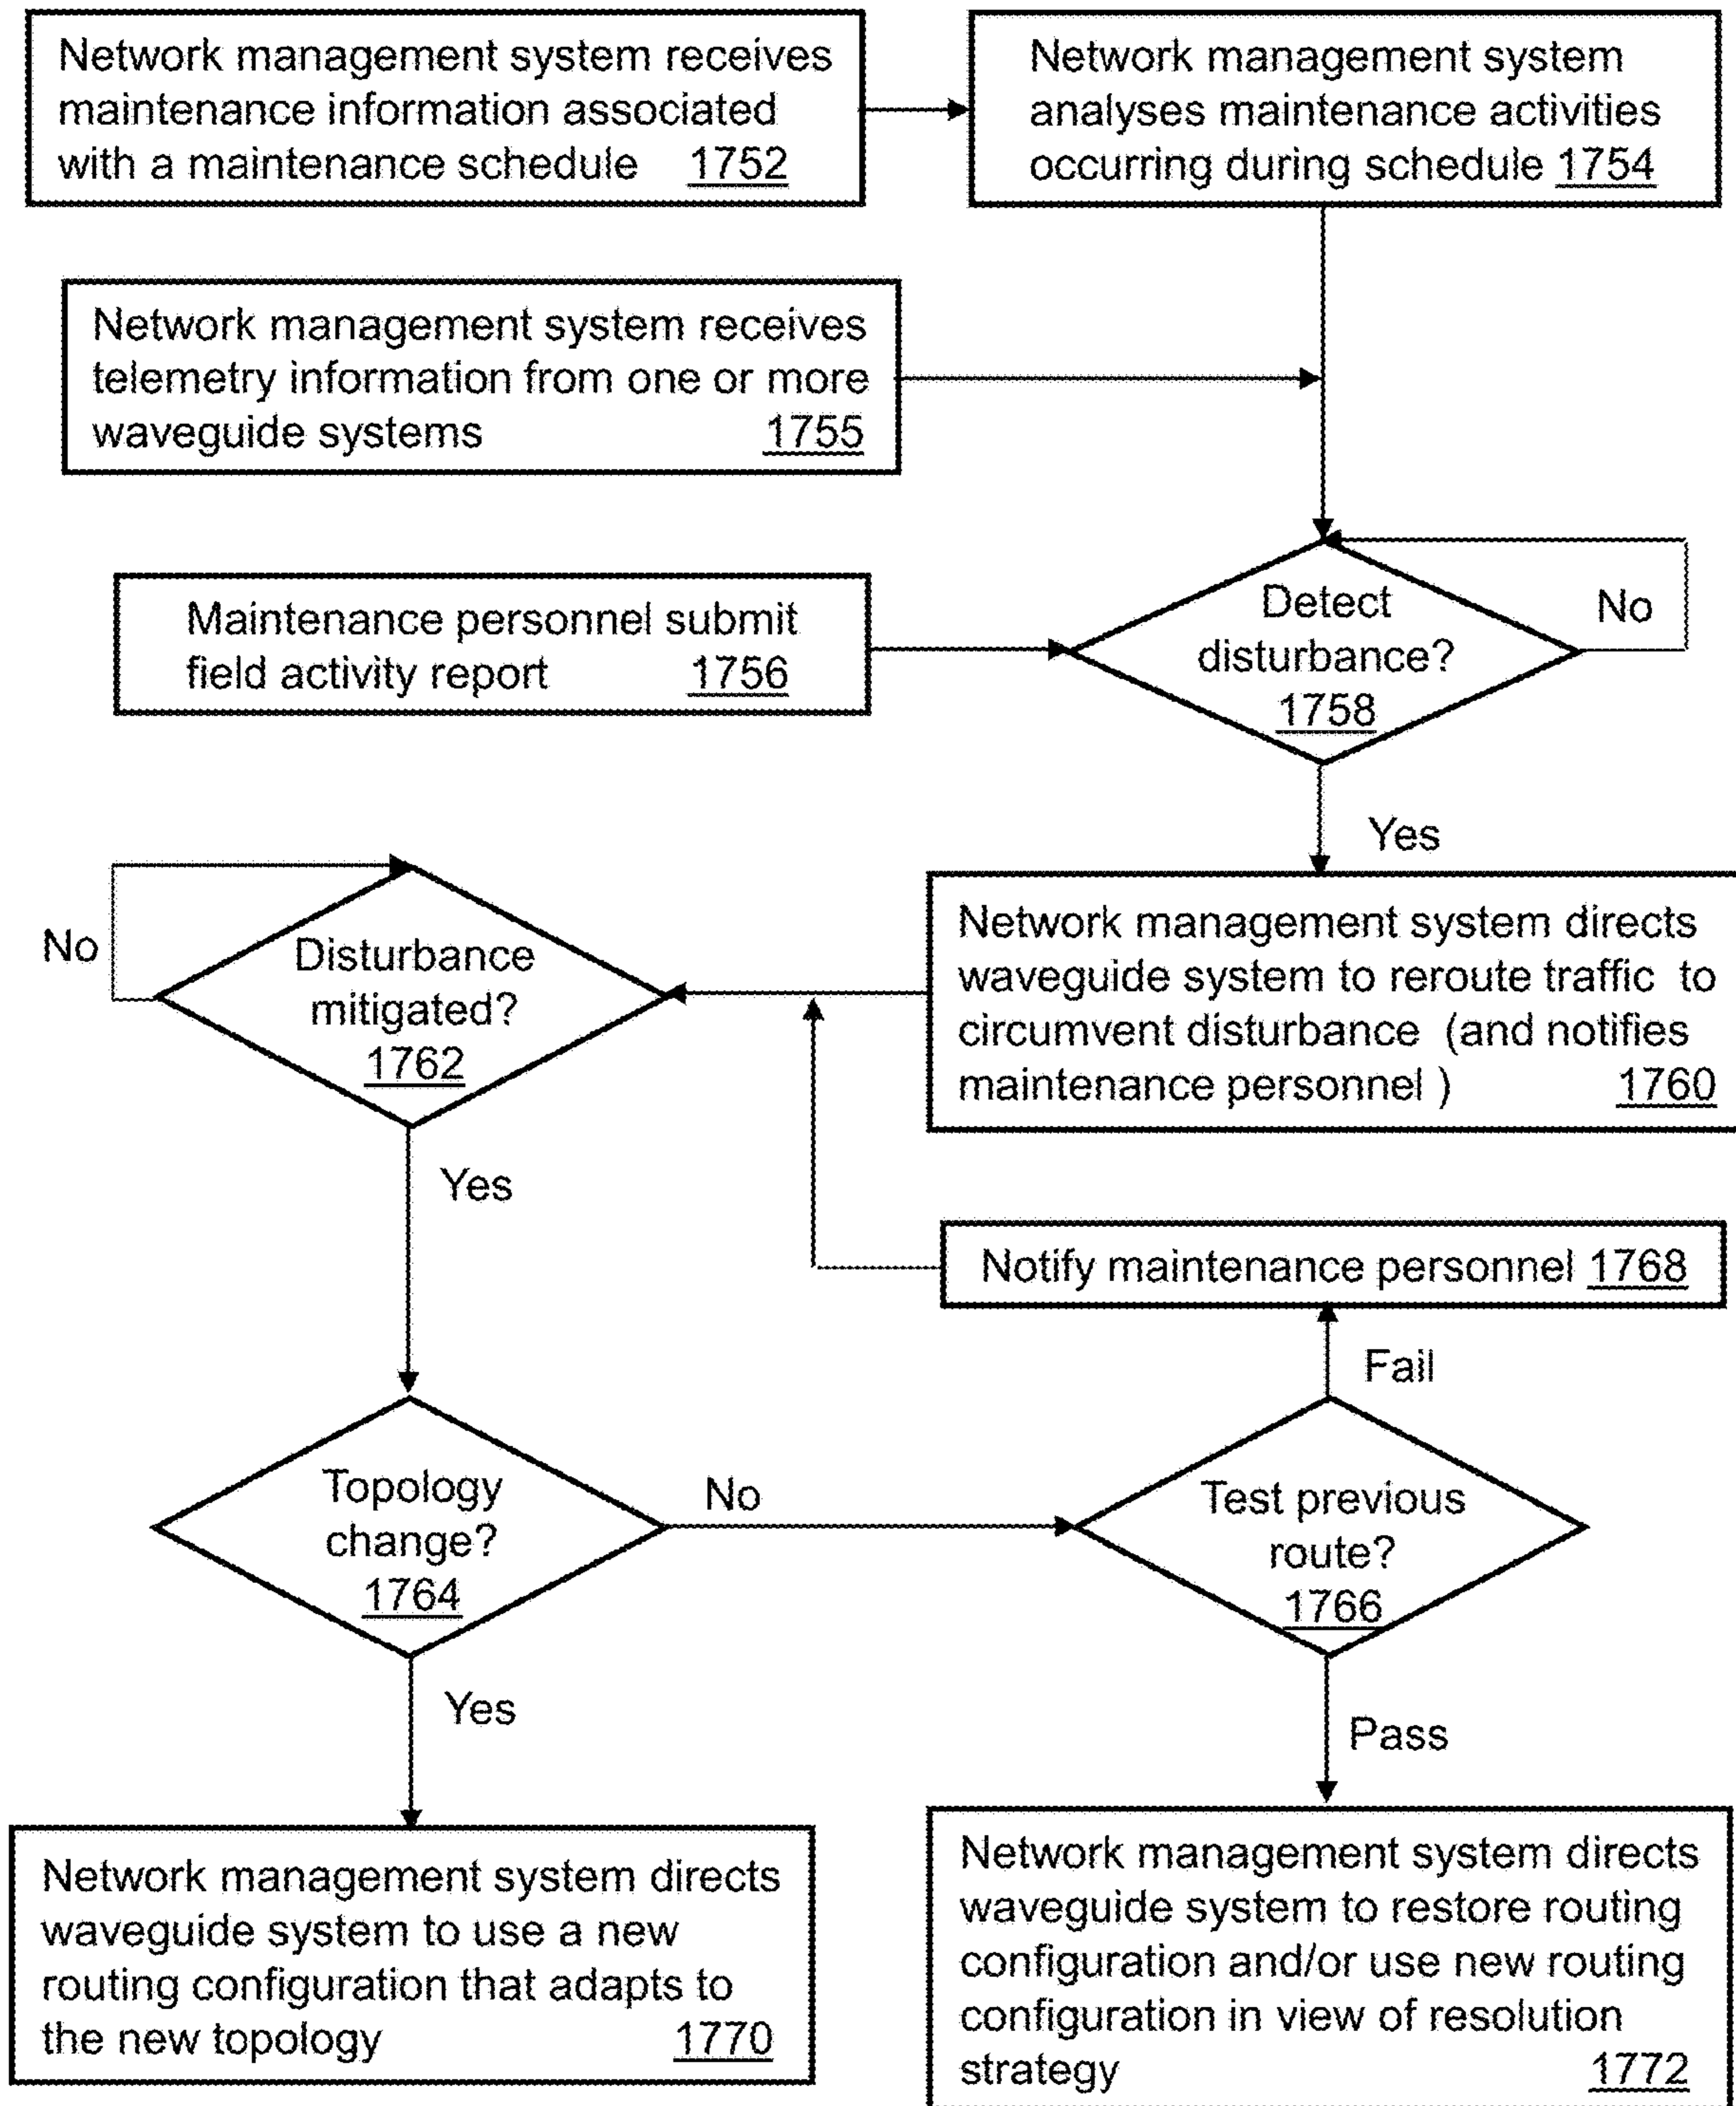 Network management system receives
maintenance information associated
with a maintenance schedule 1752
Network management system
analyses maintenance activities
occurring during schedule 1754
Network management system receives
telemetry information from one or more
waveguide systems 1755
Maintenance personnel submit
field activity report 1756
Detect
disturbance?
1758
No
Yes
Network management system directs
waveguide system to reroute traffic to
circumvent disturbance (and notifies
maintenance personnel ) 1760
No
Disturbance
mitigated?
1762
Yes
Notify maintenance personnel 1768
Fail
Topology
change?
1764
No
Test previous
route?
1766
Yes
Pass
Network management system directs
waveguide system to use a new
routing configuration that adapts to
the new topology 1770
Network management system directs
waveguide system to restore routing
configuration and/or use new routing
configuration in view of resolution
strategy 1772